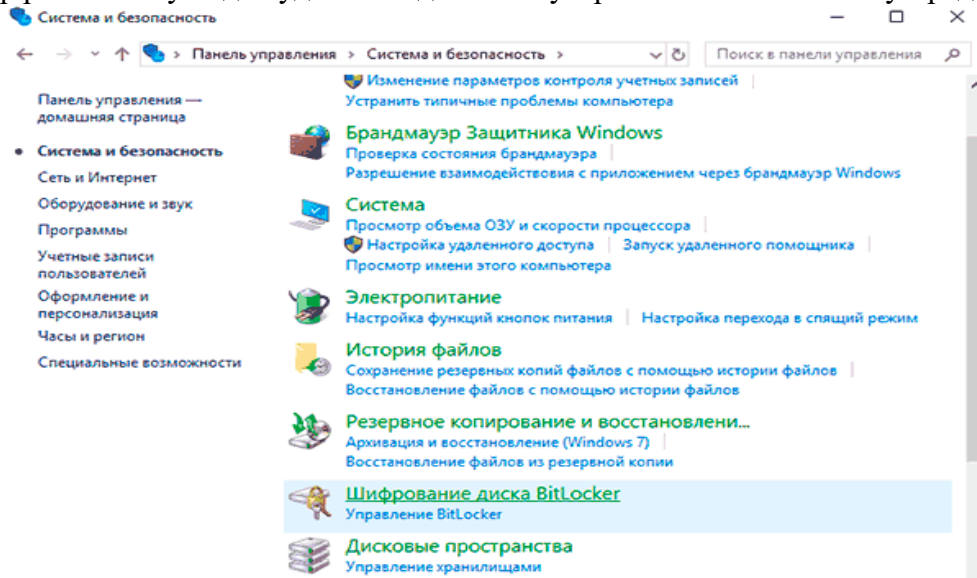 Система и безопасность
Панель управления > Система и безопасность >
Поиск в панели управления
Панель управления —
домашняя страница
Система и безопасность
Сеть и Интернет
Оборудование и звук
Программы
Учетные записи
пользователей
Оформление и
персонализация
Часы и регион
Специальные возможности
Изменение параметров контроля учетных записей
Устранить типичные проблемы компьютера
Брандмауэр Защитника Windows
Проверка состояния брандмауэра
Разрешение взаимодействовия с приложением через брандмауэр Windows
Система
Просмотр объема ОЗУ и скорости процессора
Настройка удаленного доступа
Запуск удаленного помощника
Просмотр имени этого компьютера
Электропитание
Настройка функций кнопок питания
Настройка перехода в спящий режим
История файлов
Сохранение резервных копий файлов с помощью истории файлов
Восстановление файлов с помощью истории файлов
Резервное копирование и восстановлени...
Архивация и восстановление (Windows 7)
Восстановление файлов из резервной копии
Шифрование диска BitLocker
Управление BitLocker
Дисковые пространства
Управление хранилищами